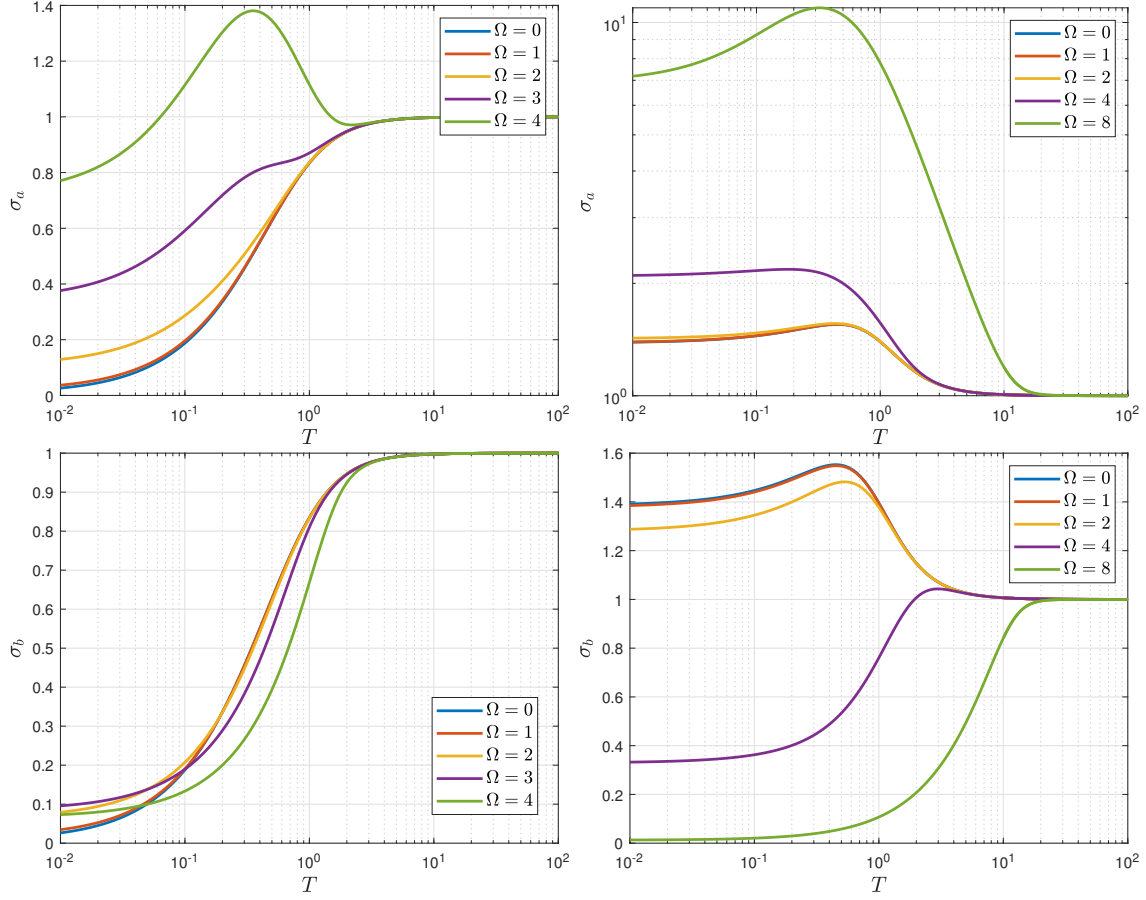 1.4
1.2
1
0.8
0.6
0.4
0.2
0
σ_a
10^-2
10^-1
10^0
10^1
10^2
T
Ω = 0
Ω = 1
Ω = 2
Ω = 3
Ω = 4
10^1
10^0
σ_a
10^-2
10^-1
10^0
10^1
10^2
T
Ω = 0
Ω = 1
Ω = 2
Ω = 4
Ω = 8
1
0.9
0.8
0.7
0.6
0.5
0.4
0.3
0.2
0.1
0
σ_b
10^-2
10^-1
10^0
10^1
10^2
T
Ω = 0
Ω = 1
Ω = 2
Ω = 3
Ω = 4
1.6
1.4
1.2
1
0.8
0.6
0.4
0.2
0
σ_b
10^-2
10^-1
10^0
10^1
10^2
T
Ω = 0
Ω = 1
Ω = 2
Ω = 4
Ω = 8